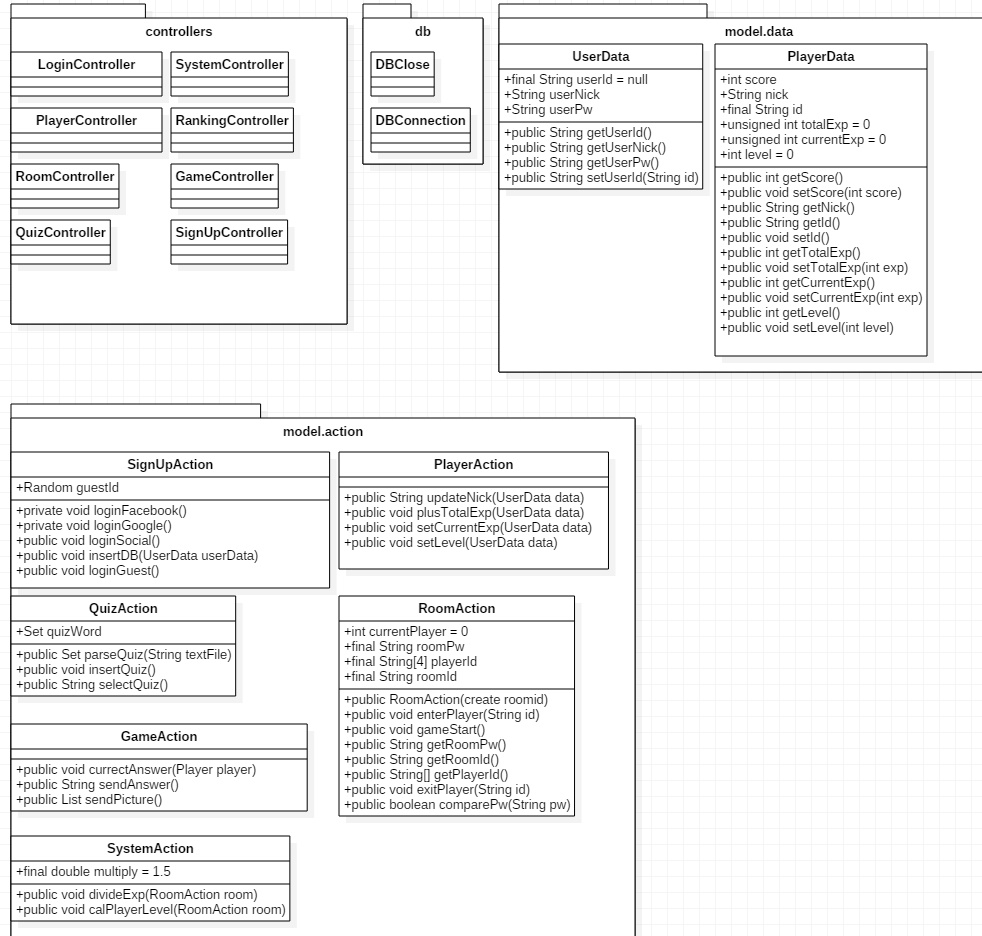 controllers
LoginController
SystemController
PlayerController
RankingController
RoomController
GameController
QuizController
SignUpController
db
DBClose
DBConnection
model.data
UserData
+final String userId = null
+String userNick
+String userPw
+public String getUserId()
+public String getUserNick()
+public String getUserPw()
+public String setUserId(String id)
PlayerData
+int score
+String nick
+final String id
+unsigned int totalExp = 0
+unsigned int currentExp = 0
+int level = 0
+public int getScore()
+public void setScore(int score)
+public String getNick()
+public String getId()
+public void setId()
+public int getTotalExp()
+public void setTotalExp(int exp)
+public int getCurrentExp()
+public void setCurrentExp(int exp)
+public int getLevel()
+public void setLevel(int level)
model.action
SignUpAction
+Random guestId
+private void loginFacebook()
+private void loginGoogle()
+public void loginSocial()
+public void insertDB(UserData userData)
+public void loginGuest()
PlayerAction
+public String updateNick(UserData data)
+public void plusTotalExp(UserData data)
+public void setCurrentExp(UserData data)
+public void setLevel(UserData data)
QuizAction
+Set quizWord
+public Set parseQuiz(String textFile)
+public void insertQuiz()
+public String selectQuiz()
RoomAction
+int currentPlayer = 0
+final String roomPw
+final String[4] playerId
+final String roomId
+public RoomAction(create roomid)
+public void enterPlayer(String id)
+public void gameStart()
+public String getRoomPw()
+public String getRoomId()
+public String[] getPlayerId()
+public void exitPlayer(String id)
+public boolean comparePw(String pw)
GameAction
+public void currectAnswer(Player player)
+public String sendAnswer()
+public List sendPicture()
SystemAction
+final double multiply = 1.5
+public void divideExp(RoomAction room)
+public void calPlayerLevel(RoomAction room)